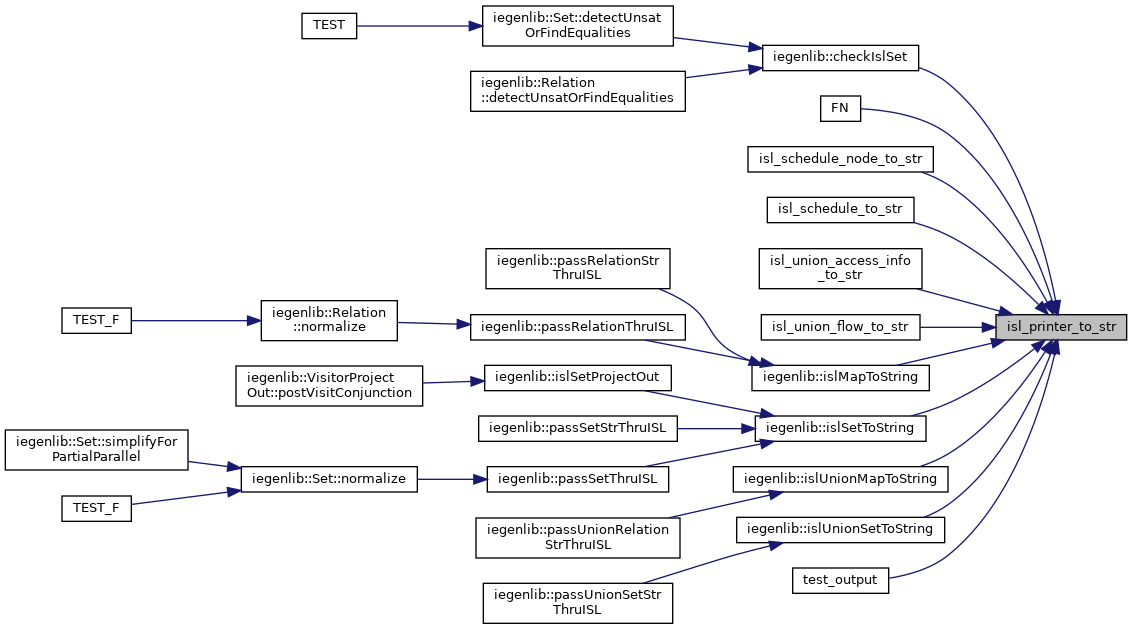 TEST
iegenlib::Set::detectUnsat
OrFindEqualities
iegenlib::checkIslSet
iegenlib::Relation
::detectUnsatOrFindEqualities
FN
isl_schedule_node_to_str
isl_schedule_to_str
iegenlib::passRelationStr
ThruISL
isl_union_access_info
_to_str
TEST_F
iegenlib::Relation
::normalize
iegenlib::passRelationThruISL
isl_union_flow_to_str
isl_printer_to_str
iegenlib::VisitorProject
Out::postVisitConjunction
iegenlib::islSetProjectOut
iegenlib::islMapToString
iegenlib::passSetStrThruISL
iegenlib::islSetToString
iegenlib::Set::simplifyFor
PartialParallel
iegenlib::Set::normalize
iegenlib::passSetThruISL
iegenlib::islUnionMapToString
TEST_F
iegenlib::passUnionRelation
StrThruISL
iegenlib::islUnionSetToString
test_output
iegenlib::passUnionSetStr
ThruISL